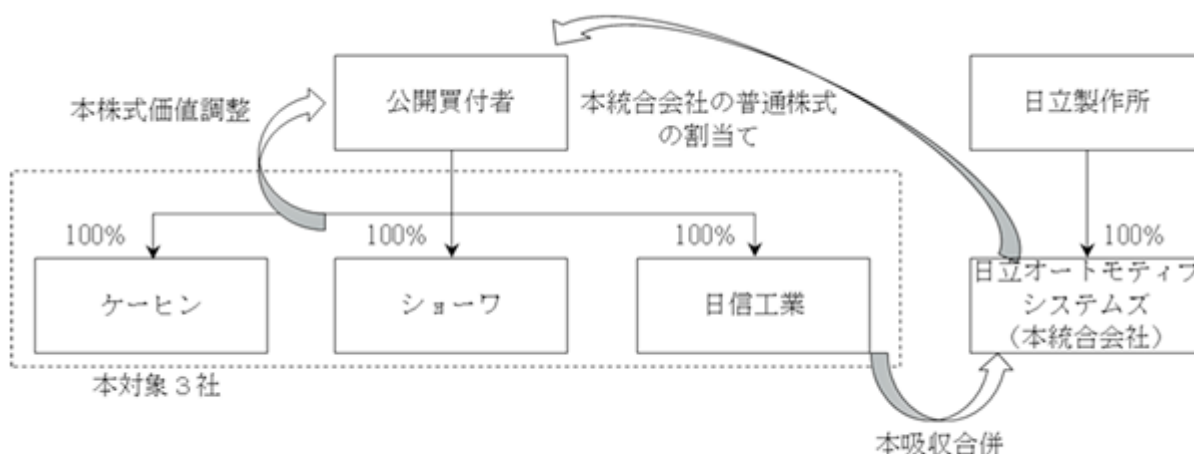 公開買付者
日立製作所
本株式価値調整
本統合会社の普通株式
の割当て
100%
100%
100%
100%
ケーヒン
ショーワ
日信工業
日立オートモティブ
システムズ
(本統合会社)
本対象3社
本吸収合併